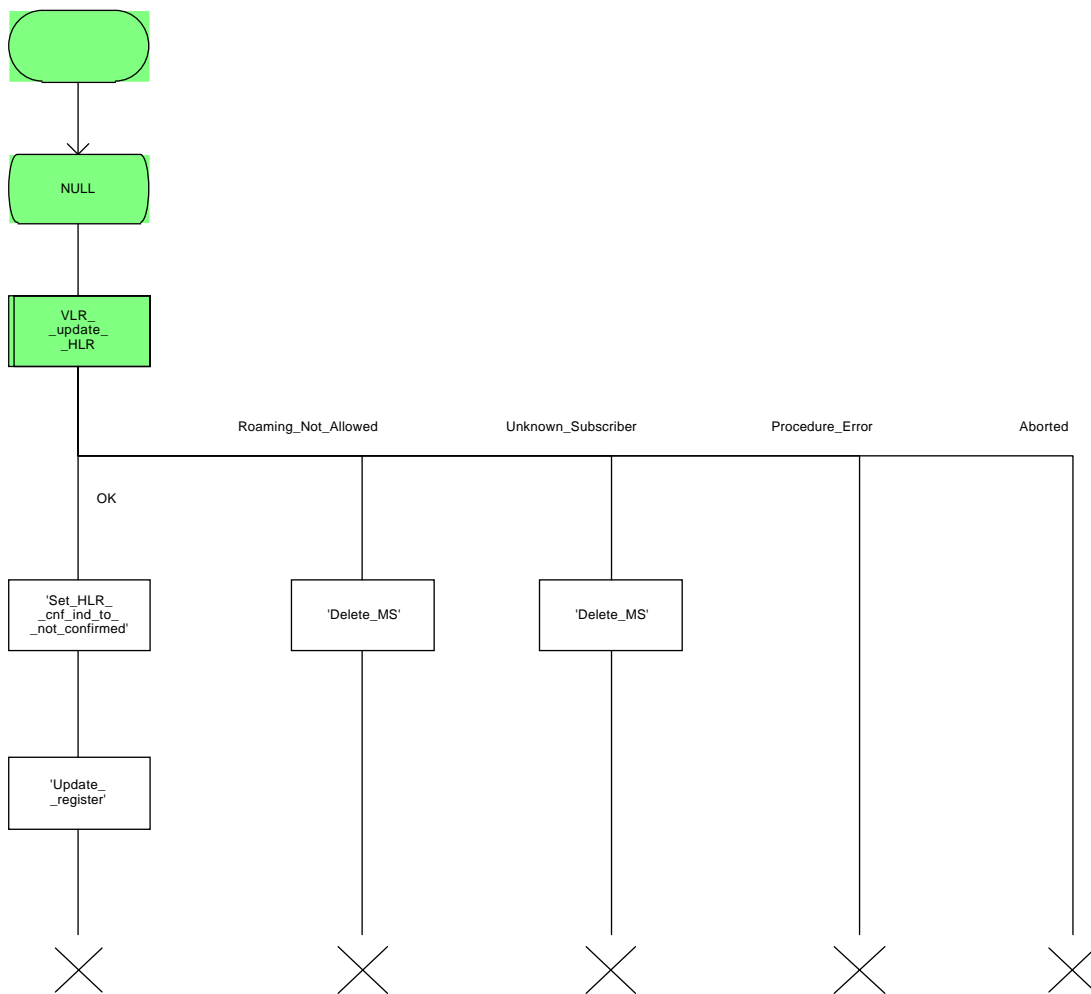 NULL
VLR_
_update_
_HLR
Roaming_Not_Allowed
Unknown_Subscriber
Procedure_Error
Aborted
OK
'Set_HLR_
_cnf_ind_to_
_not_confirmed'
'Delete_MS'
'Delete_MS'
'Update_
_register'